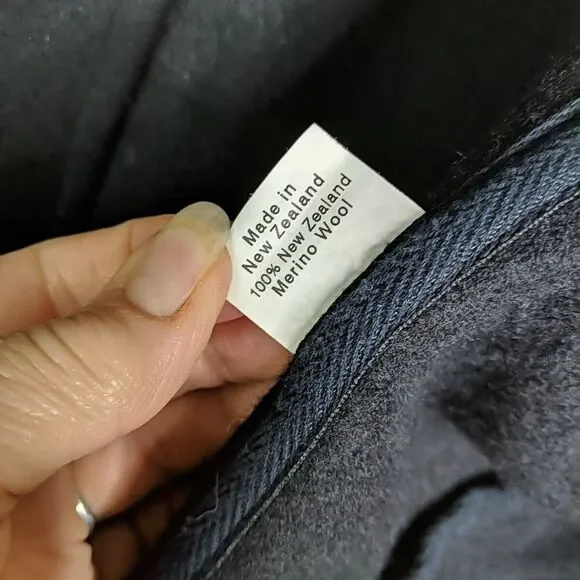 Made in
New Zealand
100% New Zealand
Merino Wool